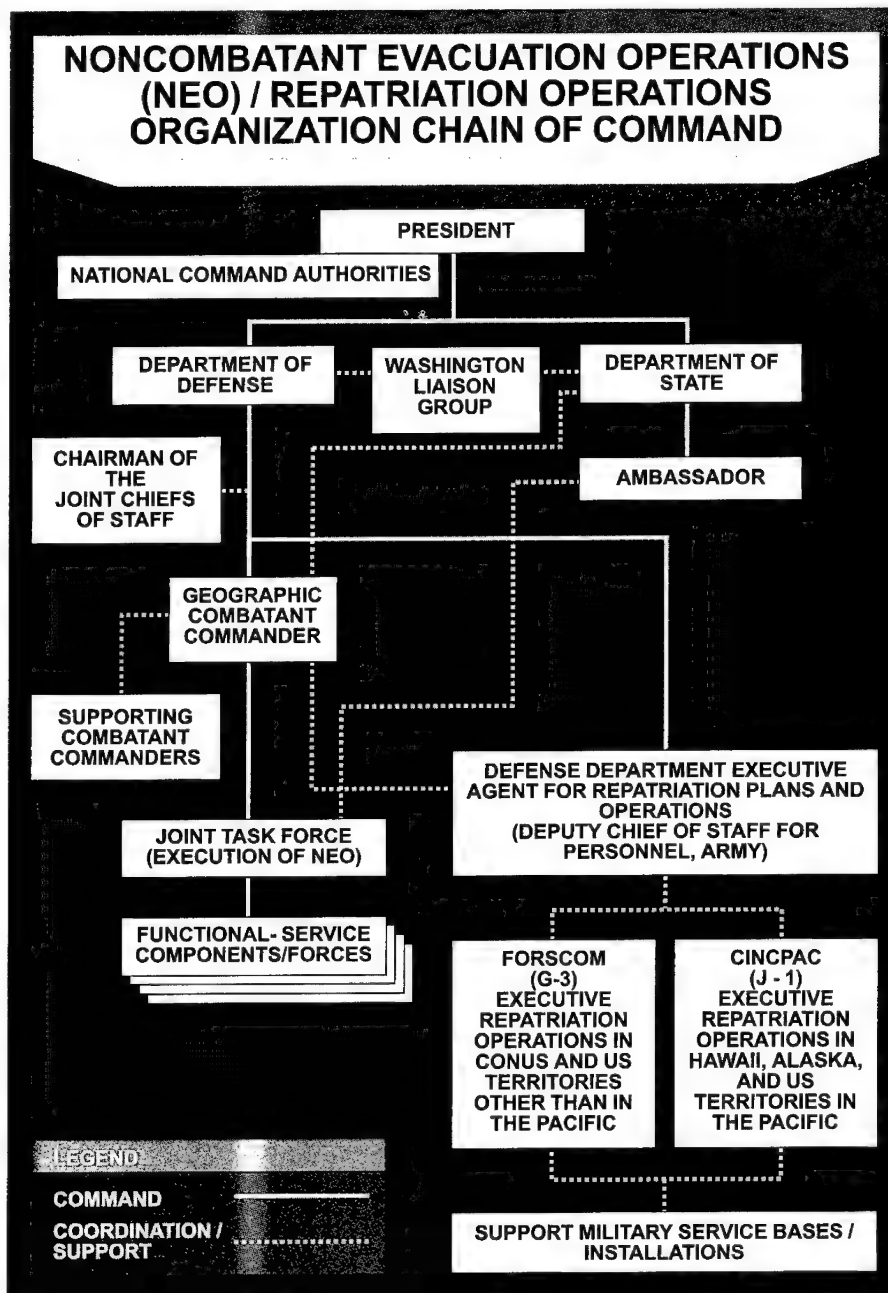 NONCOMBATANT EVACUATION OPERATIONS
(NEO) / REPATRIATION OPERATIONS
ORGANIZATION CHAIN OF COMMAND
PRESIDENT
NATIONAL COMMAND AUTHORITIES
DEPARTMENT OF
DEFENSE
WASHINGTON
LIAISON
GROUP
DEPARTMENT OF
STATE
CHAIRMAN OF
THE
JOINT CHIEFS
OF STAFF
AMBASSADOR
GEOGRAPHIC
COMBATANT
COMMANDER
SUPPORTING
COMBATANT
COMMANDERS
DEFENSE DEPARTMENT EXECUTIVE
AGENT FOR REPATRIATION PLANS AND
OPERATIONS
(DEPUTY CHIEF OF STAFF FOR
PERSONNEL, ARMY)
JOINT TASK FORCE
(EXECUTION OF NEO)
FUNCTIONAL- SERVICE
COMPONENTS/FORCES
FORSCOM
(G-3)
EXECUTIVE
REPATRIATION
OPERATIONS IN
CONUS AND US
TERRITORIES
OTHER THAN IN
THE PACIFIC
CINCPAC
(J - 1)
EXECUTIVE
REPATRIATION
OPERATIONS IN
HAWAII, ALASKA,
AND US
TERRITORIES IN
THE PACIFIC
LEGEND
COMMAND
COORDINATION /
SUPPORT
SUPPORT MILITARY SERVICE BASES /
INSTALLATIONS